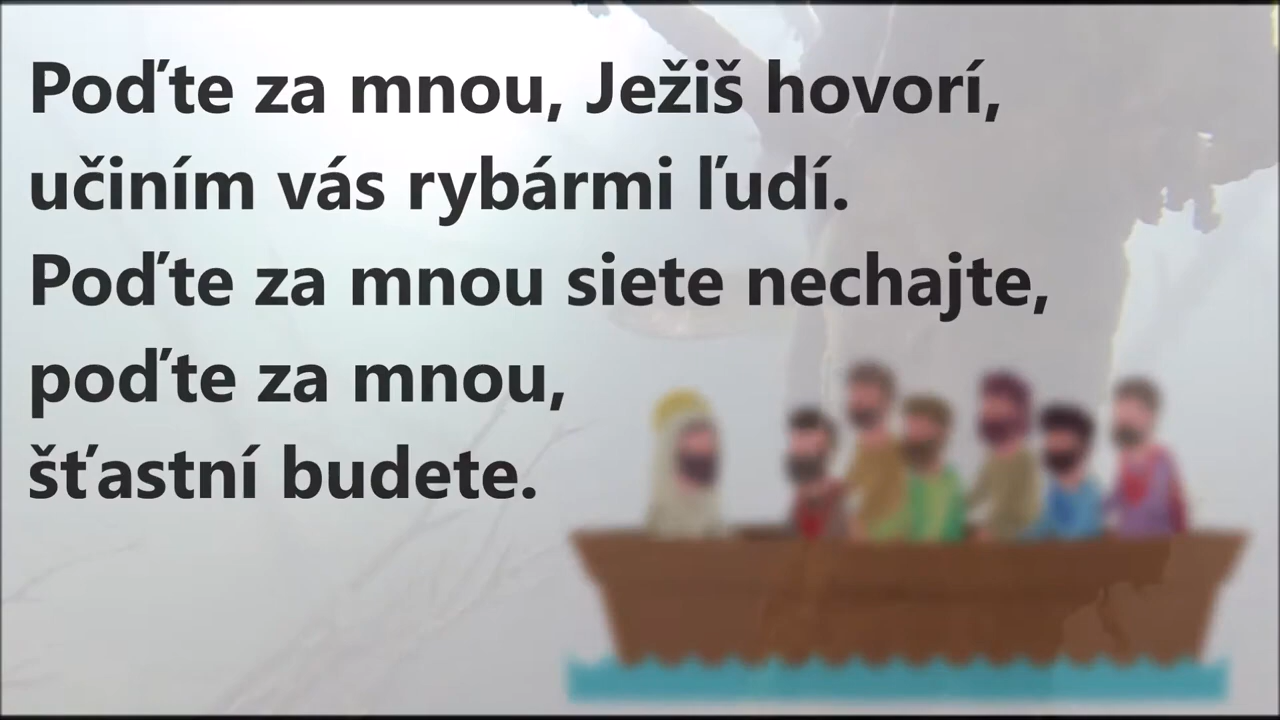 Poďte za mnou, Ježiš hovorí,
učiním vás rybármi ľudí.
Poďte za mnou siete nechajte,
poďte za mnou,
šťastní budete.